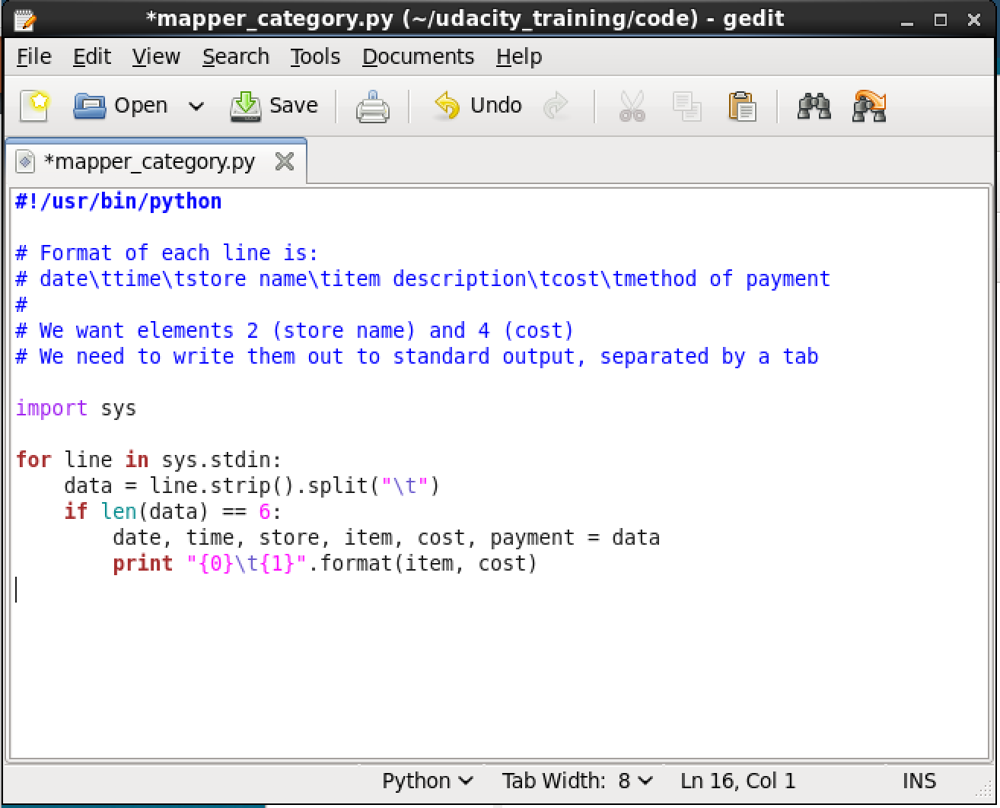 *mapper_category.py (~/udacity_training/code) - gedit
File Edit View Search Tools Documents Help
Open Save Undo
*mapper_category.py
#!/usr/bin/python
# Format of each line is:
# date\ttime\tstore name\titem description\tcost\tmethod of payment
#
# We want elements 2 (store name) and 4 (cost)
# We need to write them out to standard output, separated by a tab
import sys
for line in sys.stdin:
    data = line.strip().split("\t")
    if len(data) == 6:
        date, time, store, item, cost, payment = data
        print "{0}\t{1}".format(item, cost)
Python Tab Width: 8 Ln 16, Col 1 INS